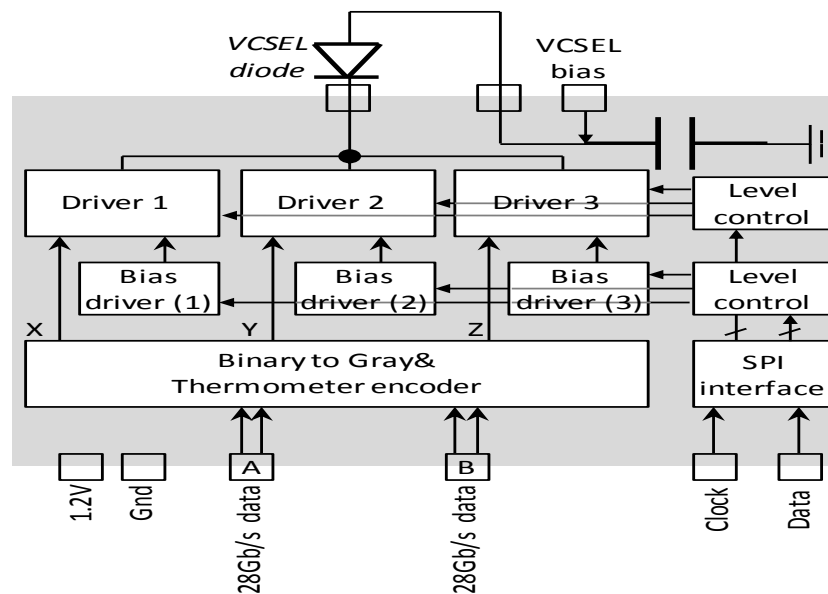 VCSEL
diode
VCSEL
bias
Driver 1
Driver 2
Driver 3
Level
control
Bias
driver (1)
Bias
driver (2)
Bias
driver (3)
Level
control
X
Y
Z
Binary to Gray&
Thermometer encoder
SPI
interface
A
B
1.2V
Gnd
28Gb/s data
28Gb/s data
Clock
Data